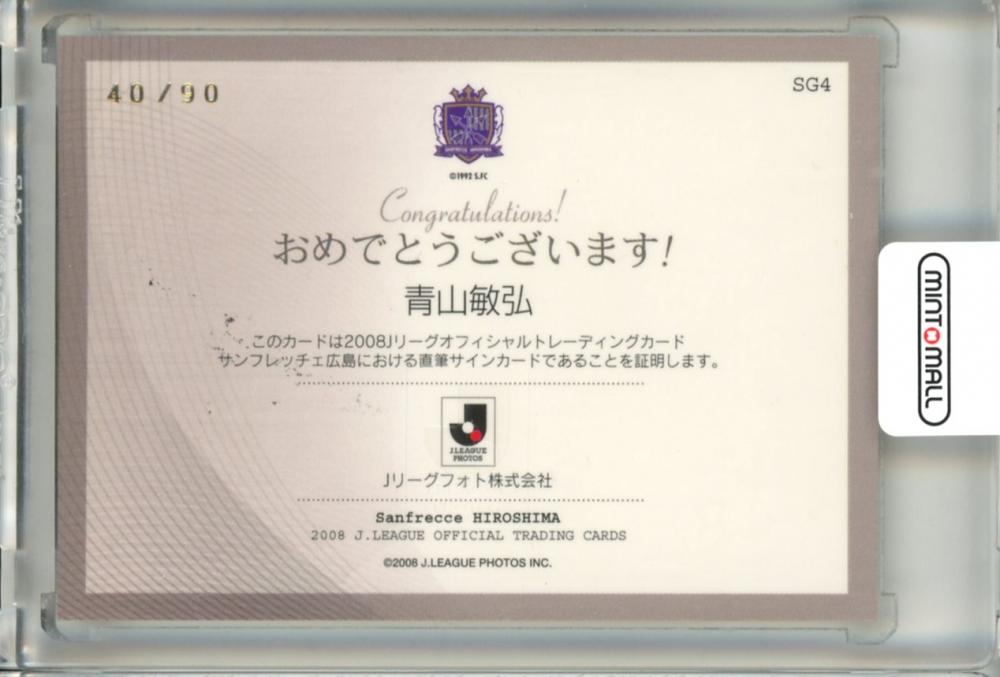 40/90
SG4
SANFRECCE HIROSHIMA
©1992 S.FC
Congratulations!
おめでとうございます!
青山敏弘
このカードは2008Jリーグオフィシャルトレーディングカード
サンフレッチェ広島における直筆サインカードであることを証明します。
J.LEAGUE
PHOTOS
Jリーグフォト株式会社
Sanfrecce HIROSHIMA
2008 J.LEAGUE OFFICIAL TRADING CARDS
©2008 J.LEAGUE PHOTOS INC.
MINT MALL